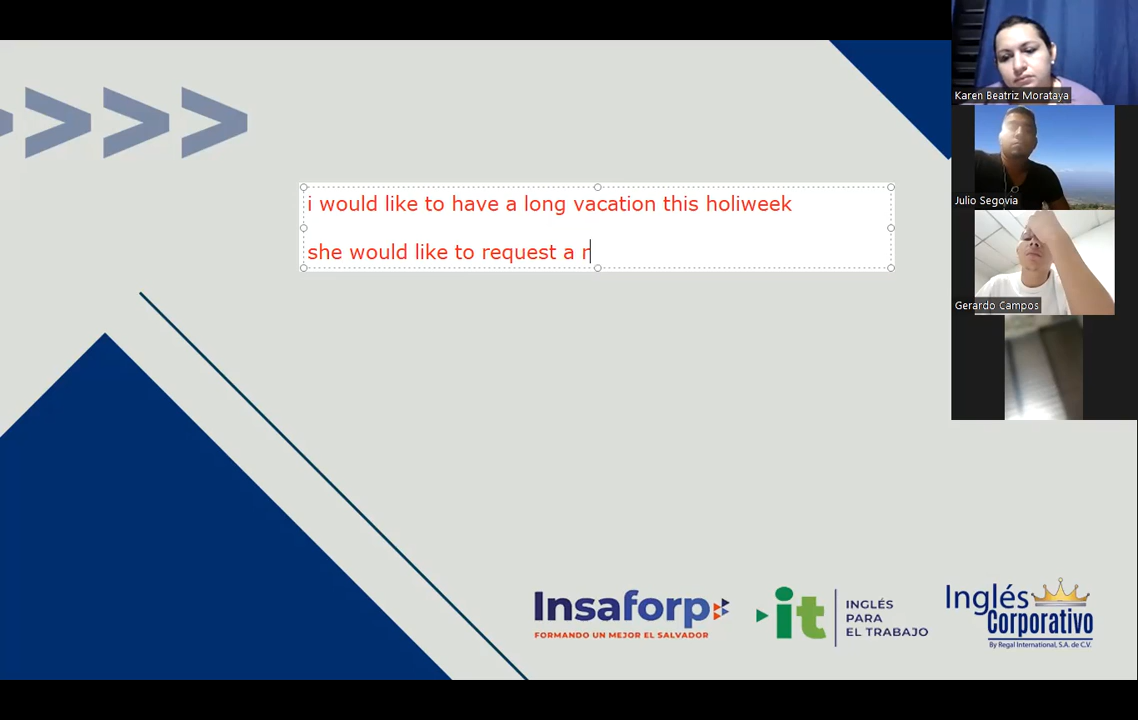 Karen Beatriz Morataya
Julio Segovia
i would like to have a long vacation this holiweek
she would like to request a r
Gerardo Campos
Insaforp
FORMANDO UN MEJOR EL SALVADOR
it
INGLÉS
PARA
EL TRABAJO
Inglés
Corporativo
By Regal International, S.A. de C.V.